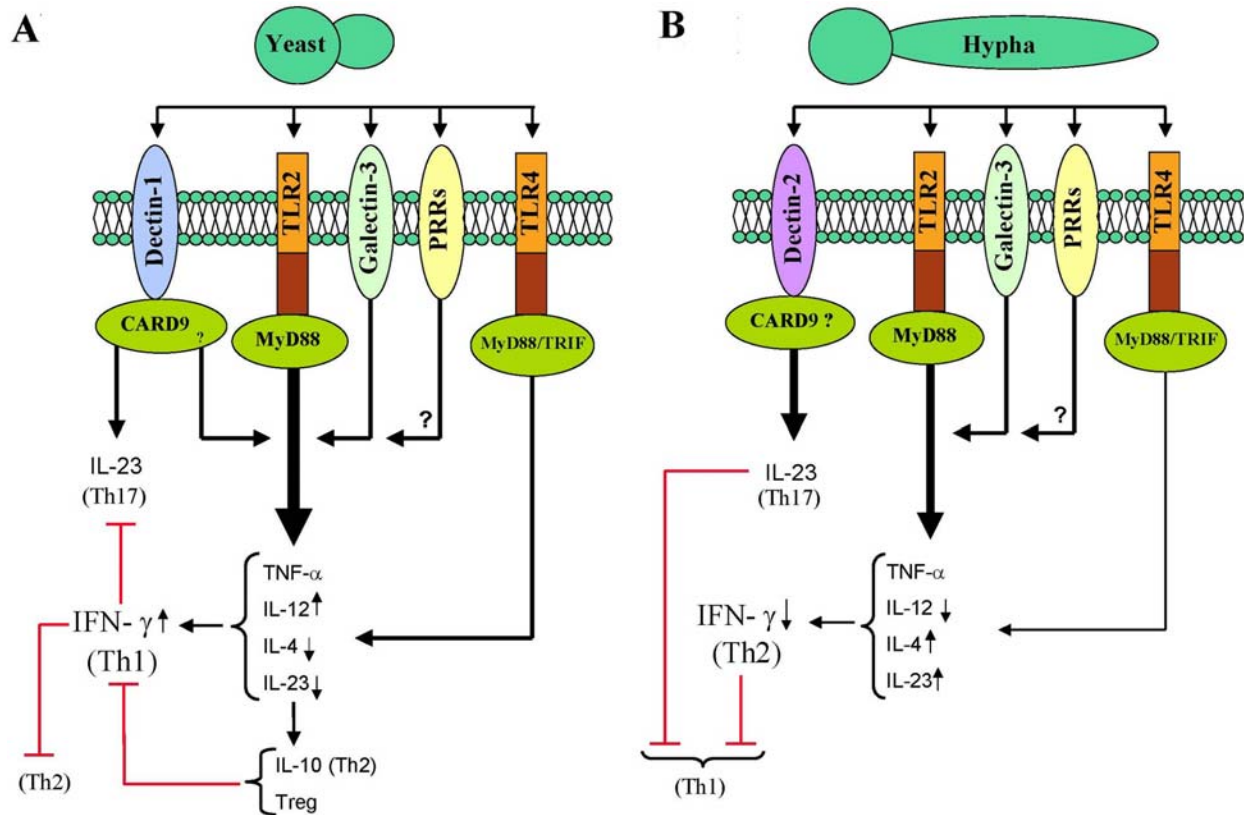 A
Yeast
Dectin-1
TLR2
Galectin-3
PRRs
TLR4
CARD9 ?
MyD88
MyD88/TRIF
?
IL-23
(Th17)
TNF-α
IL-12↑
IL-4↓
IL-23↓
IFN- γ↑
(Th1)
(Th2)
IL-10 (Th2)
Treg
B
Hypha
Dectin-2
TLR2
Galectin-3
PRRs
TLR4
CARD9 ?
MyD88
MyD88/TRIF
?
IL-23
(Th17)
TNF-α
IL-12 ↓
IL-4↑
IL-23↑
IFN- γ↓
(Th2)
(Th1)